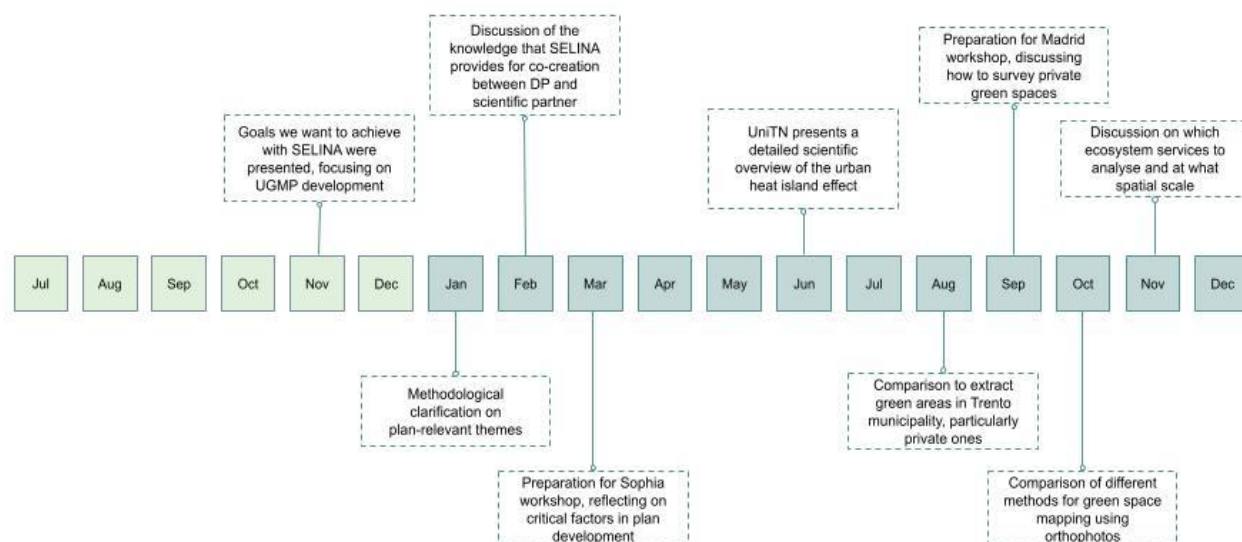 Discussion of the
knowledge that SELINA
provides for co-creation
between DP and
scientific partner
Preparation for Madrid
workshop, discussing
how to survey private
green spaces
Goals we want to achieve
with SELINA were
presented, focusing on
UGMP development
UniTN presents a
detailed scientific
overview of the urban
heat island effect
Discussion on which
ecosystem services to
analyse and at what
spatial scale
Jul Aug Sep Oct Nov Dec Jan Feb Mar Apr May Jun Jul Aug Sep Oct Nov Dec
Methodological
clarification on
plan-relevant themes
Comparison to extract
green areas in Trento
municipality, particularly
private ones
Preparation for Sophia
workshop, reflecting on
critical factors in plan
development
Comparison of different
methods for green space
mapping using
orthophotos